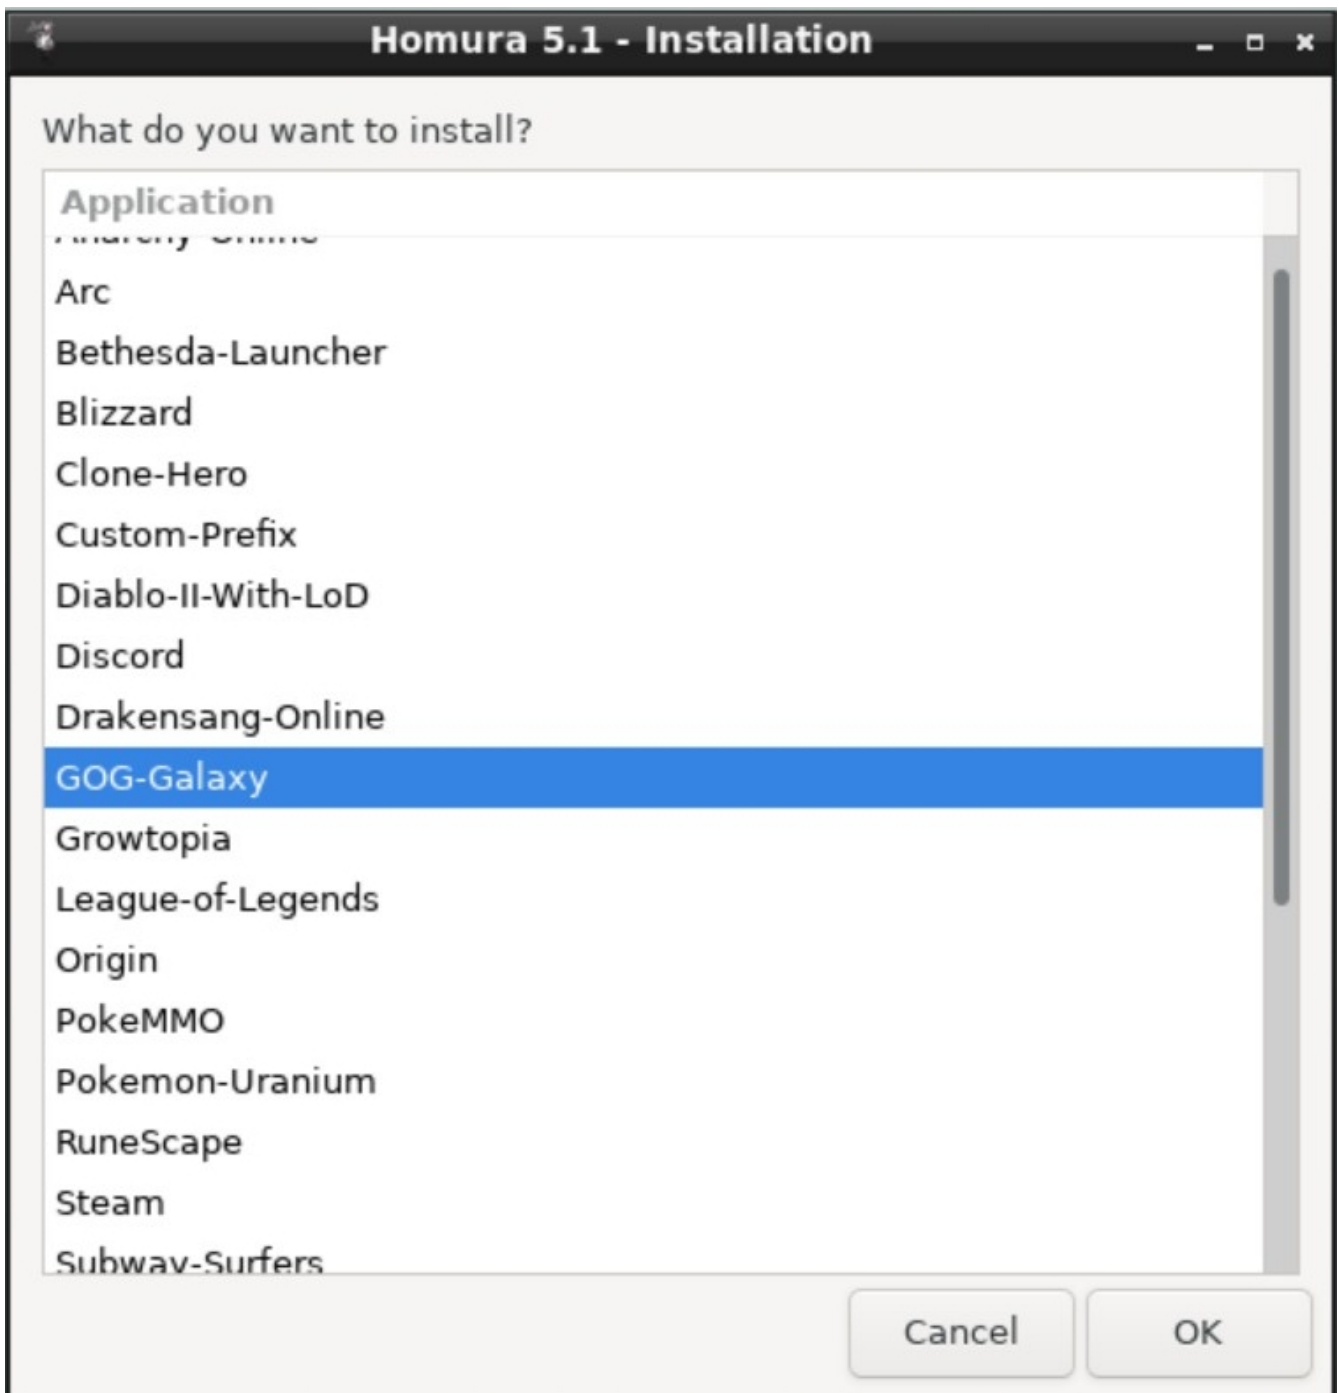 Homura 5.1 - Installation
What do you want to install?
Application
Anarchy-Online
Arc
Bethesda-Launcher
Blizzard
Clone-Hero
Custom-Prefix
Diablo-II-With-LoD
Discord
Drakensang-Online
GOG-Galaxy
Growtopia
League-of-Legends
Origin
PokeMMO
Pokemon-Uranium
RuneScape
Steam
Subway-Surfers
Cancel
OK